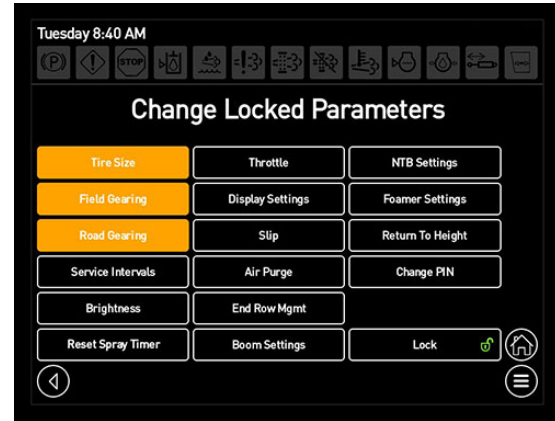 Tuesday 8:40 AM
(P) STOP
Change Locked Parameters
Tire Size Throttle NTB Settings
Field Gearing Display Settings Foamer Settings
Road Gearing Slip Return To Height
Service Intervals Air Purge Change PIN
Brightness End Row Mgmt
Reset Spray Timer Boom Settings Lock